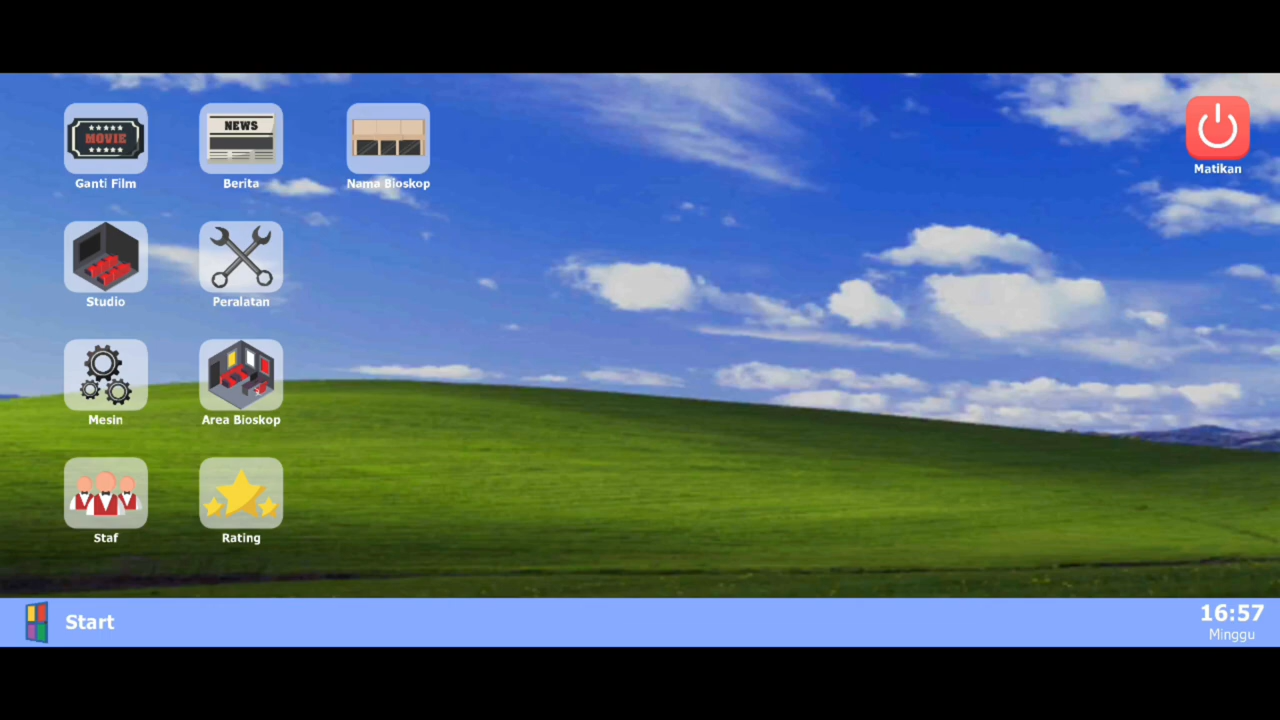 MOVIE
Ganti Film
NEWS
Berita
Nama Bioskop
Matikan
Studio
Peralatan
Mesin
Area Bioskop
Staf
Rating
Start
16:57
Minggu